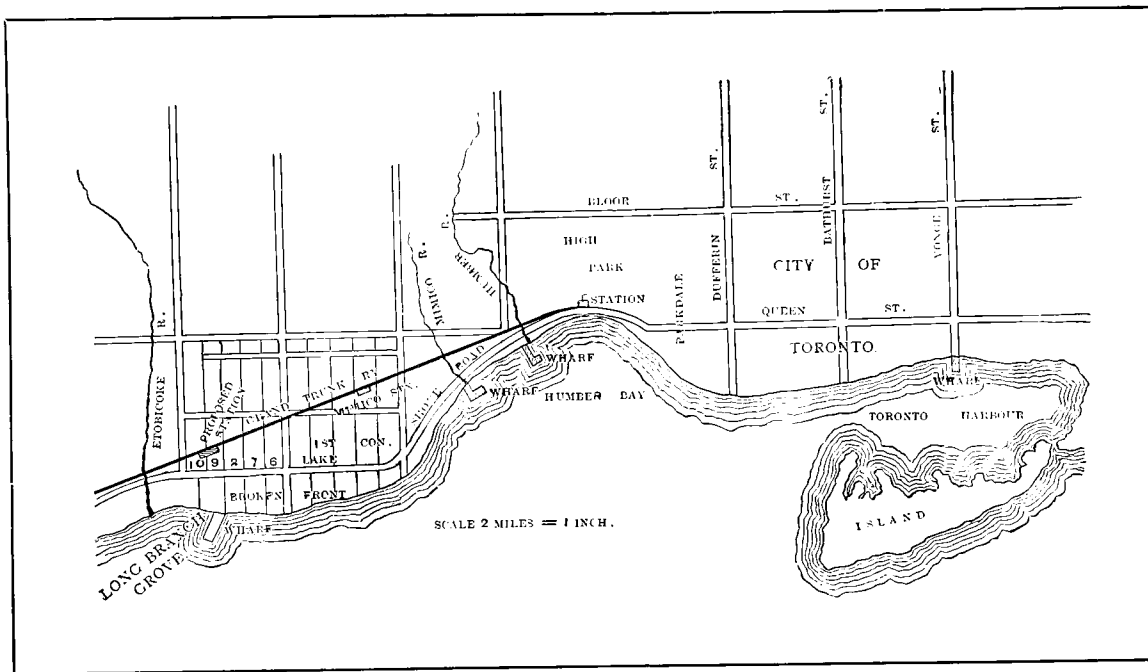 BLOOR ST.
HIGH
PARK
STATION
DUFFERIN ST.
BATHURST ST.
YONGE ST.
PARKDALE
CITY OF
TORONTO.
QUEEN ST.
HUMBER R.
MIMICO R.
ETOBICOKE R.
GRAND TRUNK RY
MIMICO STN.
PROPOSED
STATION
SHORE ROAD
1ST CON.
LAKE
10 9 8 7 6
BROKEN FRONT
WHARF
WHARF
HUMBER BAY
WHARF
TORONTO HARBOUR
ISLAND
WHARF
LONG BRANCH
GROVE
SCALE 2 MILES = 1 INCH.